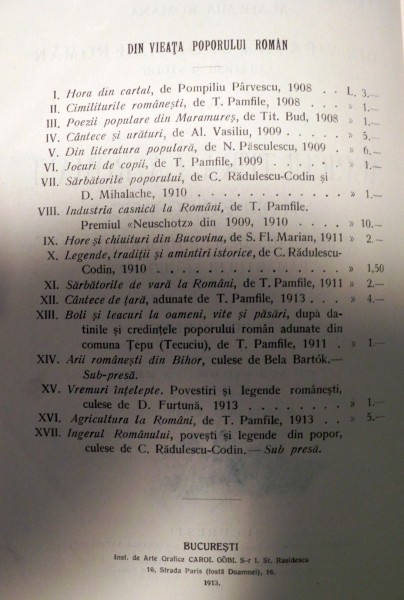 DIN VIEAȚA POPORULUI ROMÂN
I. Hora din cartal, de Pompiliu Pârvescu, 1908 . . L. 3.—
II. Cimiliturile românești, de T. Pamfile, 1908 . . . . » 1.—
III. Poezii populare din Maramureș, de Tit. Bud, 1908 » 1.—
IV. Cântece și urături, de Al. Vasiliu, 1909 . . . . . » 5.—
V. Din literatura populară, de N. Păsculescu, 1909 . » 6.—
VI. Jocuri de copii, de T. Pamfile, 1909 . . . . . . . » 1.—
VII. Sărbătorile poporului, de C. Rădulescu-Codin și
D. Mihalache, 1910 . . . . . . . . . . . . . » 1.—
VIII. Industria casnică la Români, de T. Pamfile.
Premiul «Neuschotz» din 1909, 1910 . . . . » 10.—
IX. Hore și chiuituri din Bucovina, de S. Fl. Marian, 1911 » 2.—
X. Legende, tradiții și amintiri istorice, de C. Rădulescu-
Codin, 1910 . . . . . . . . . . . . . . . . » 1,50
XI. Sărbătorile de vară la Români, de T. Pamfile, 1911 » 2.—
XII. Cântece de țară, adunate de T. Pamfile, 1913 . . . » 4.—
XIII. Boli și leacuri la oameni, vite și păsări, după da-
tinile și credințele poporului român adunate din
comuna Țepu (Tecuciu), de T. Pamfile, 1911 . » 1.—
XIV. Arii românești din Bihor, culese de Bela Bartók.—
Sub-presă.
XV. Vremuri înțelepte. Povestiri și legende românești,
culese de D. Furtună, 1913 . . . . . . . . . » 1.—
XVI. Agricultura la Români, de T. Pamfile, 1913 . . » 5.—
XVII. Ingerul Românului, povești și legende din popor,
culese de C. Rădulescu-Codin.— Sub presă.
BUCUREȘTI
Inst. de Arte Grafice CAROL GÖBL S-r I. St. Rasidescu
16, Strada Paris (fostă Doamnei), 16.
1913.